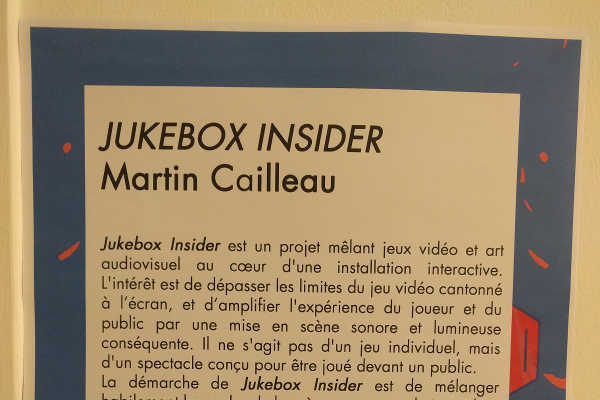 JUKEBOX INSIDER
Martin Cailleau
Jukebox Insider est un projet mêlant jeux vidéo et art
audiovisuel au cœur d'une installation interactive.
L'intérêt est de dépasser les limites du jeu vidéo cantonné
à l'écran, et d'amplifier l'expérience du joueur et du
public par une mise en scène sonore et lumineuse
conséquente. Il ne s'agit pas d'un jeu individuel, mais
d'un spectacle conçu pour être joué devant un public.
La démarche de Jukebox Insider est de mélanger